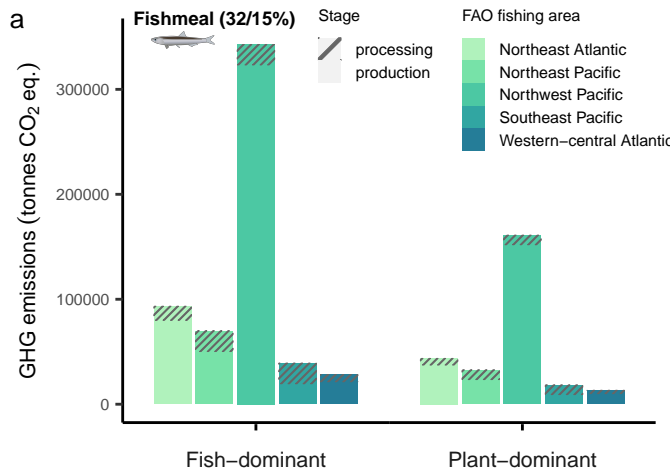 a
Fishmeal (32/15%)
Stage
processing
production
FAO fishing area
Northeast Atlantic
Northeast Pacific
Northwest Pacific
Southeast Pacific
Western−central Atlantic
GHG emissions (tonnes CO₂ eq.)
300000
200000
100000
0
Fish−dominant
Plant−dominant